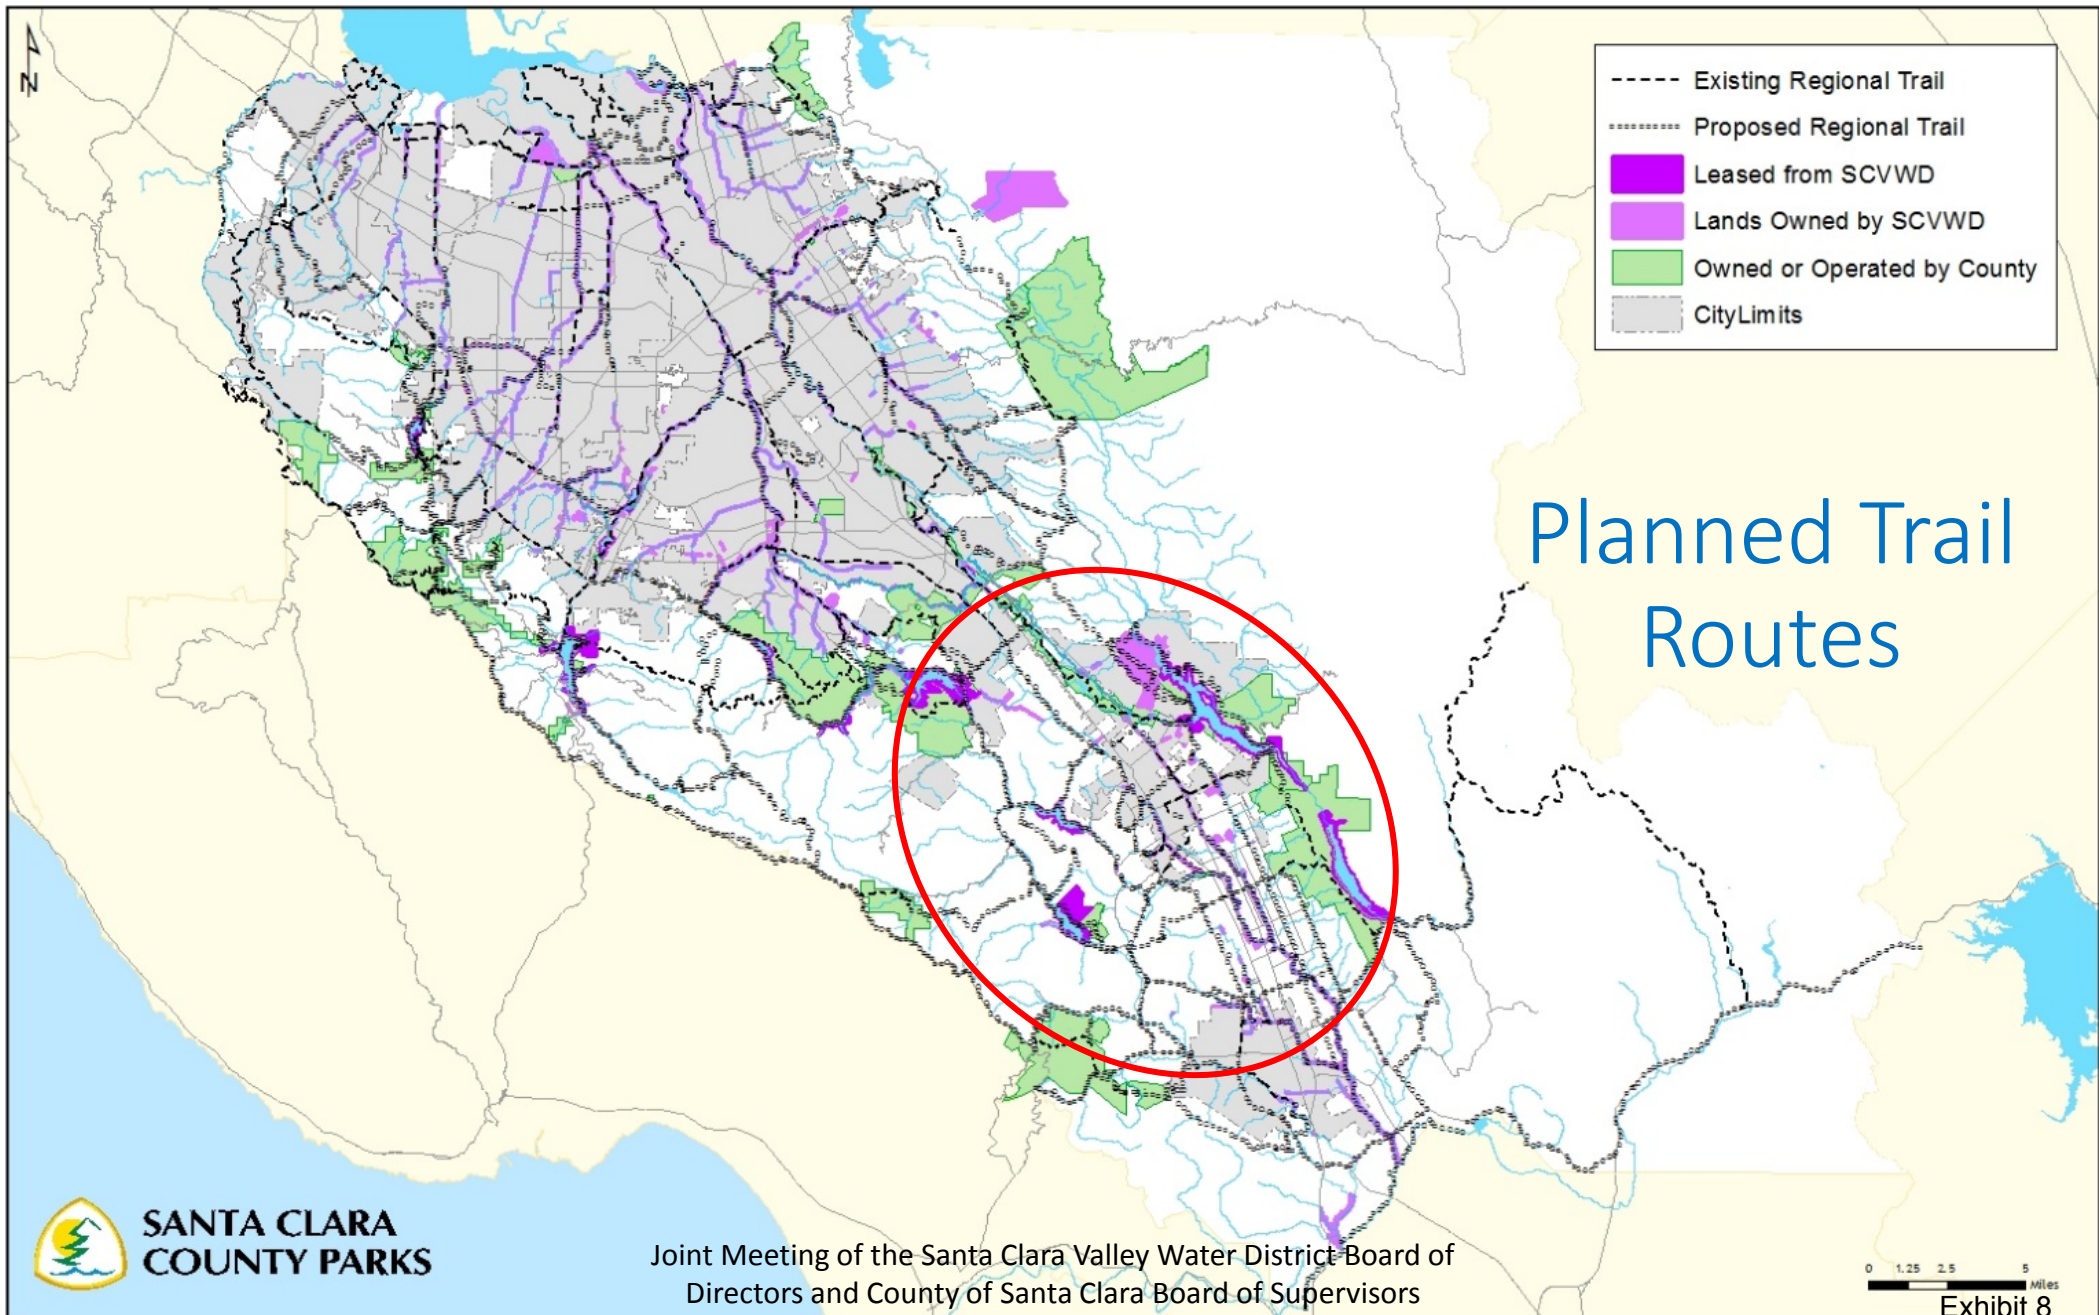 N
Existing Regional Trail
Proposed Regional Trail
Leased from SCVWD
Lands Owned by SCVWD
Owned or Operated by County
CityLimits
Planned Trail
Routes
SANTA CLARA
COUNTY PARKS
Joint Meeting of the Santa Clara Valley Water District Board of
Directors and County of Santa Clara Board of Supervisors
0 1.25 2.5 5
Miles
Exhibit 8